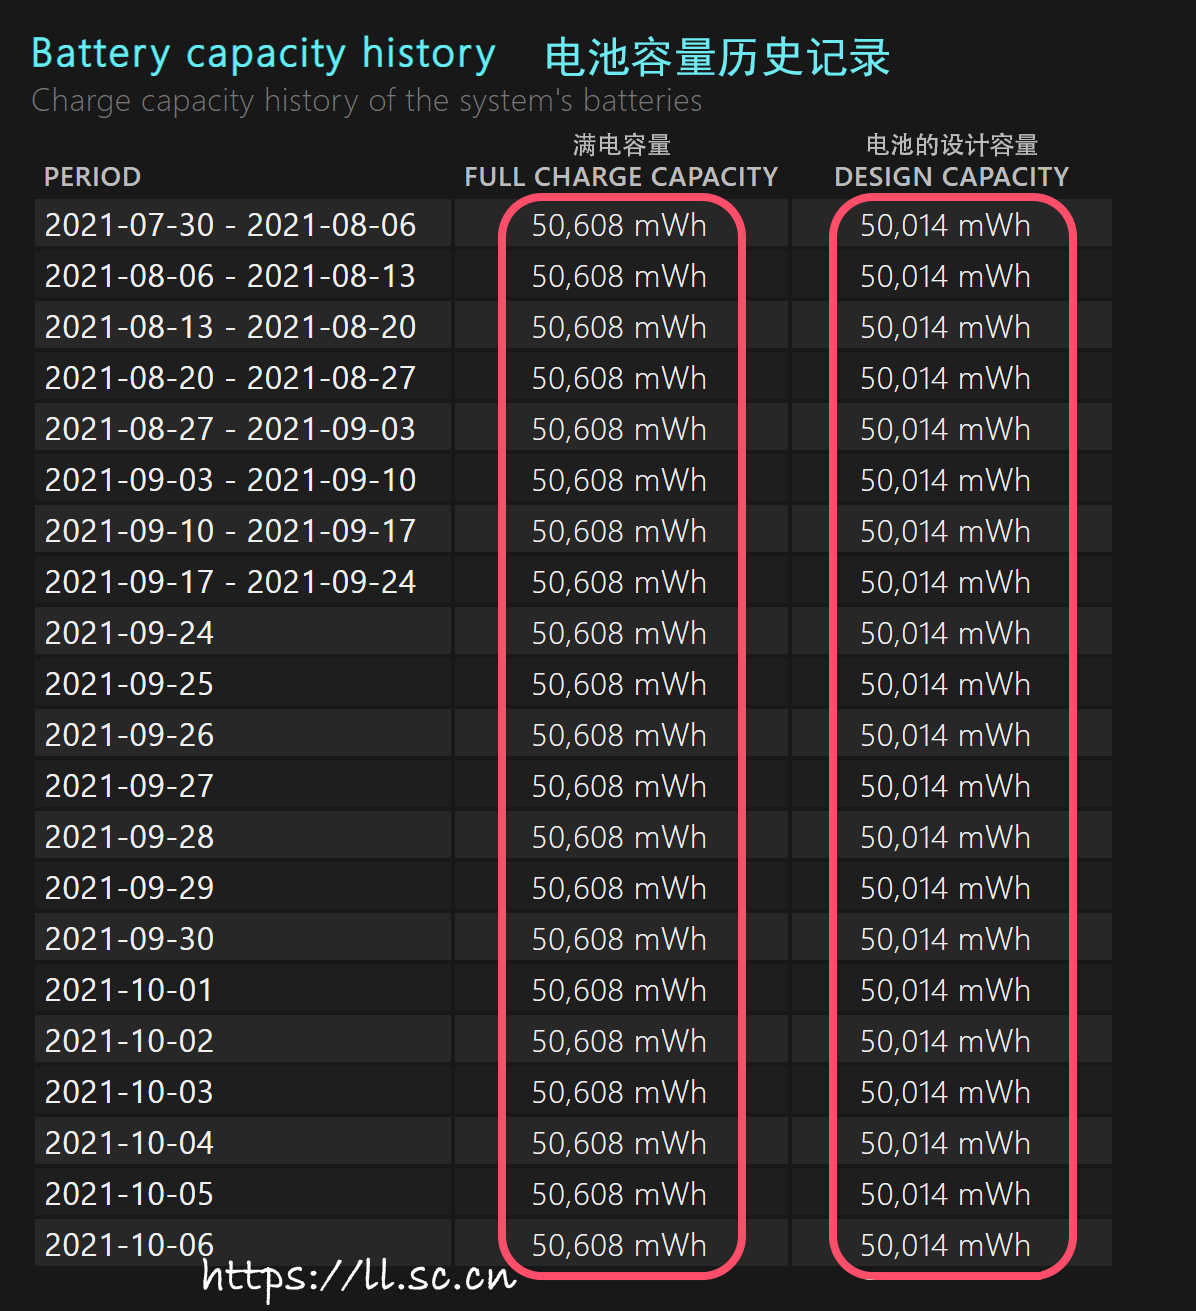 Battery capacity history 电池容量历史记录
Charge capacity history of the system's batteries
满电容量 电池的设计容量
PERIOD FULL CHARGE CAPACITY DESIGN CAPACITY
2021-07-30 - 2021-08-06 50,608 mWh 50,014 mWh
2021-08-06 - 2021-08-13 50,608 mWh 50,014 mWh
2021-08-13 - 2021-08-20 50,608 mWh 50,014 mWh
2021-08-20 - 2021-08-27 50,608 mWh 50,014 mWh
2021-08-27 - 2021-09-03 50,608 mWh 50,014 mWh
2021-09-03 - 2021-09-10 50,608 mWh 50,014 mWh
2021-09-10 - 2021-09-17 50,608 mWh 50,014 mWh
2021-09-17 - 2021-09-24 50,608 mWh 50,014 mWh
2021-09-24 50,608 mWh 50,014 mWh
2021-09-25 50,608 mWh 50,014 mWh
2021-09-26 50,608 mWh 50,014 mWh
2021-09-27 50,608 mWh 50,014 mWh
2021-09-28 50,608 mWh 50,014 mWh
2021-09-29 50,608 mWh 50,014 mWh
2021-09-30 50,608 mWh 50,014 mWh
2021-10-01 50,608 mWh 50,014 mWh
2021-10-02 50,608 mWh 50,014 mWh
2021-10-03 50,608 mWh 50,014 mWh
2021-10-04 50,608 mWh 50,014 mWh
2021-10-05 50,608 mWh 50,014 mWh
2021-10-06 50,608 mWh 50,014 mWh
https://ll.sc.cn